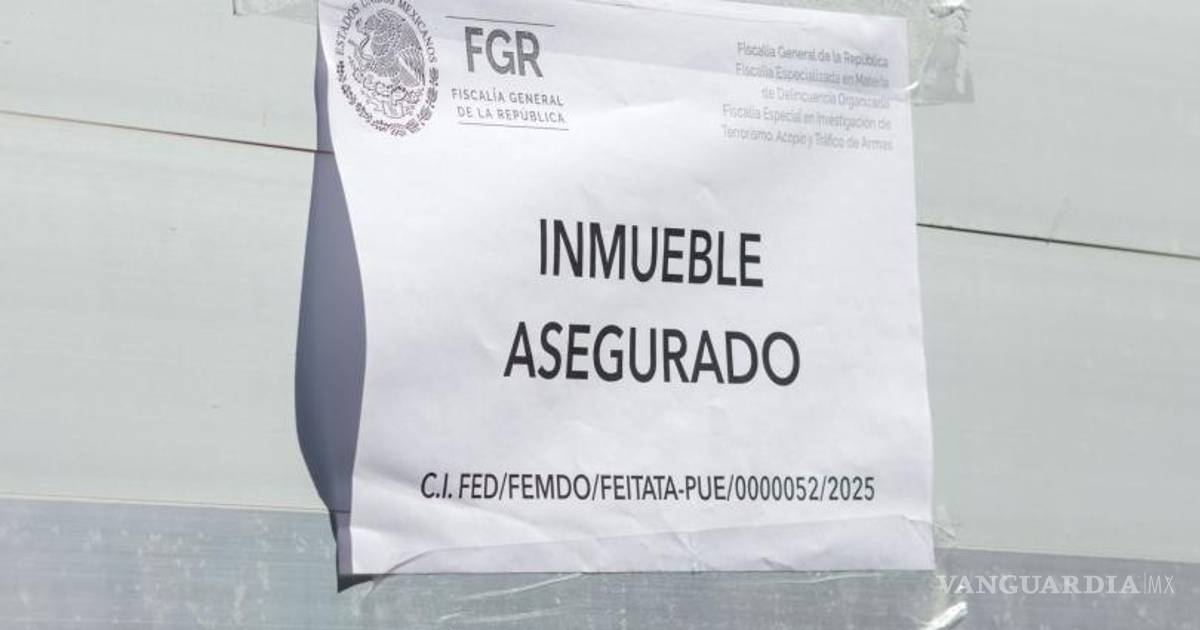 ESTADOS UNIDOS MEXICANOS
FGR
FISCALÍA GENERAL
DE LA REPÚBLICA
Fiscalía General de la República
Fiscalía Especializada en Materia
de Delincuencia Organizada
Fiscalía Especial en Investigación de
Terrorismo, Acopio y Tráfico de Armas
INMUEBLE
ASEGURADO
C.I. FED/FEMDO/FEITATA-PUE/0000052/2025
VANGUARDIA|MX